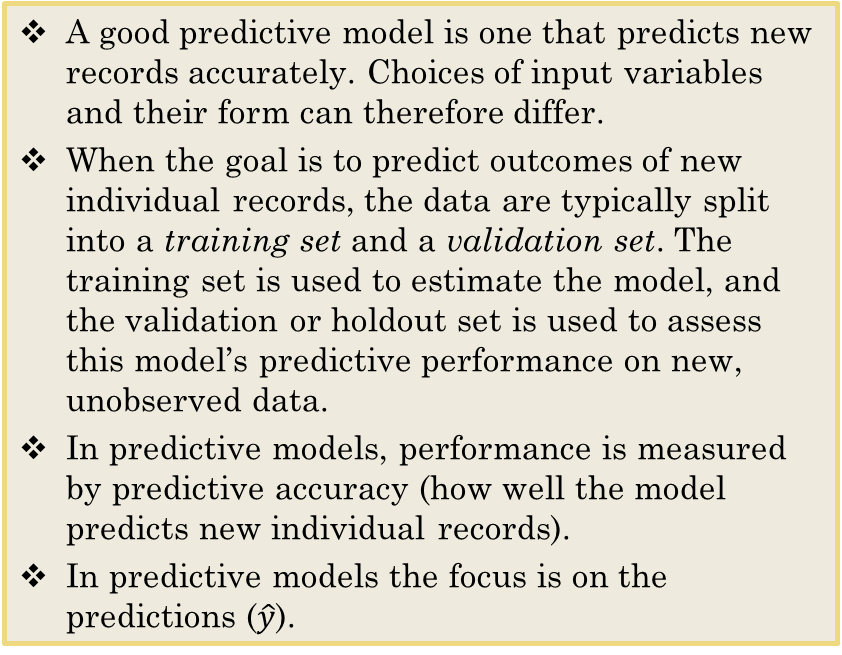 ❖ A good predictive model is one that predicts new
records accurately. Choices of input variables
and their form can therefore differ.
❖ When the goal is to predict outcomes of new
individual records, the data are typically split
into a training set and a validation set. The
training set is used to estimate the model, and
the validation or holdout set is used to assess
this model’s predictive performance on new,
unobserved data.
❖ In predictive models, performance is measured
by predictive accuracy (how well the model
predicts new individual records).
❖ In predictive models the focus is on the
predictions (ŷ).